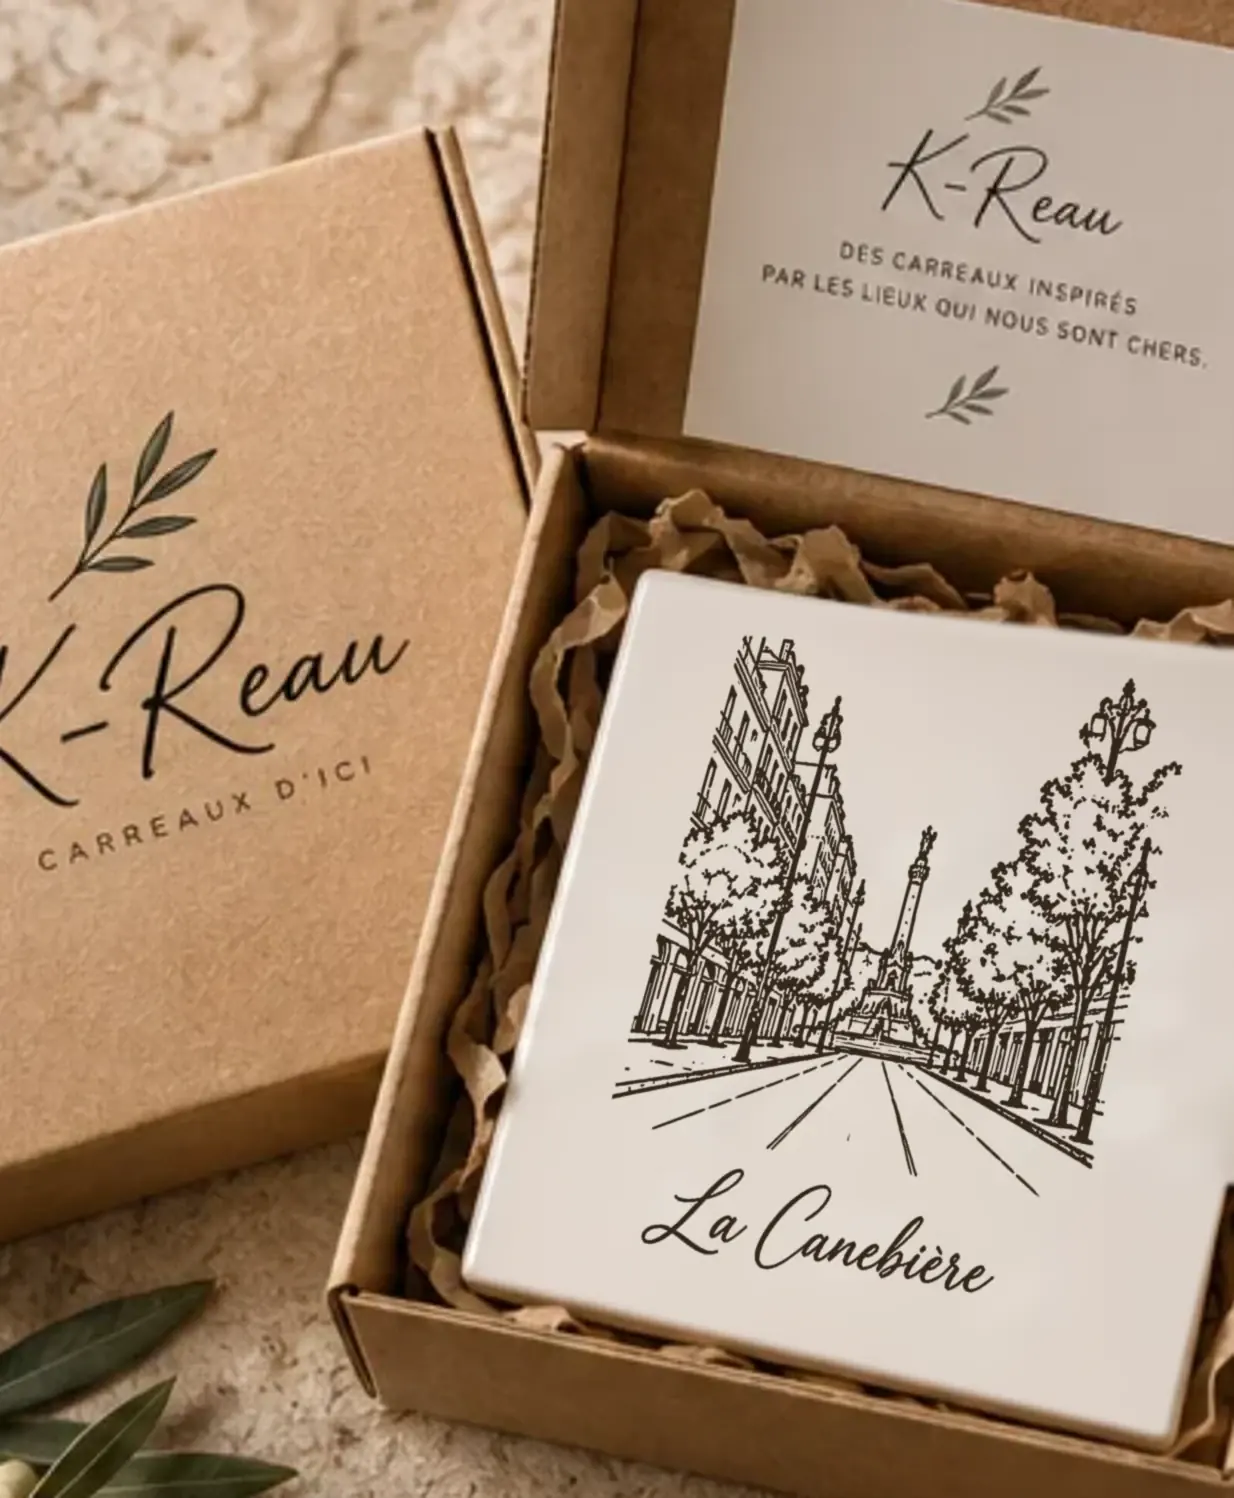 K-Reau
CARREAUX D'ICI
K-Reau
DES CARREAUX INSPIRÉS
PAR LES LIEUX QUI NOUS SONT CHERS.
La Canebière